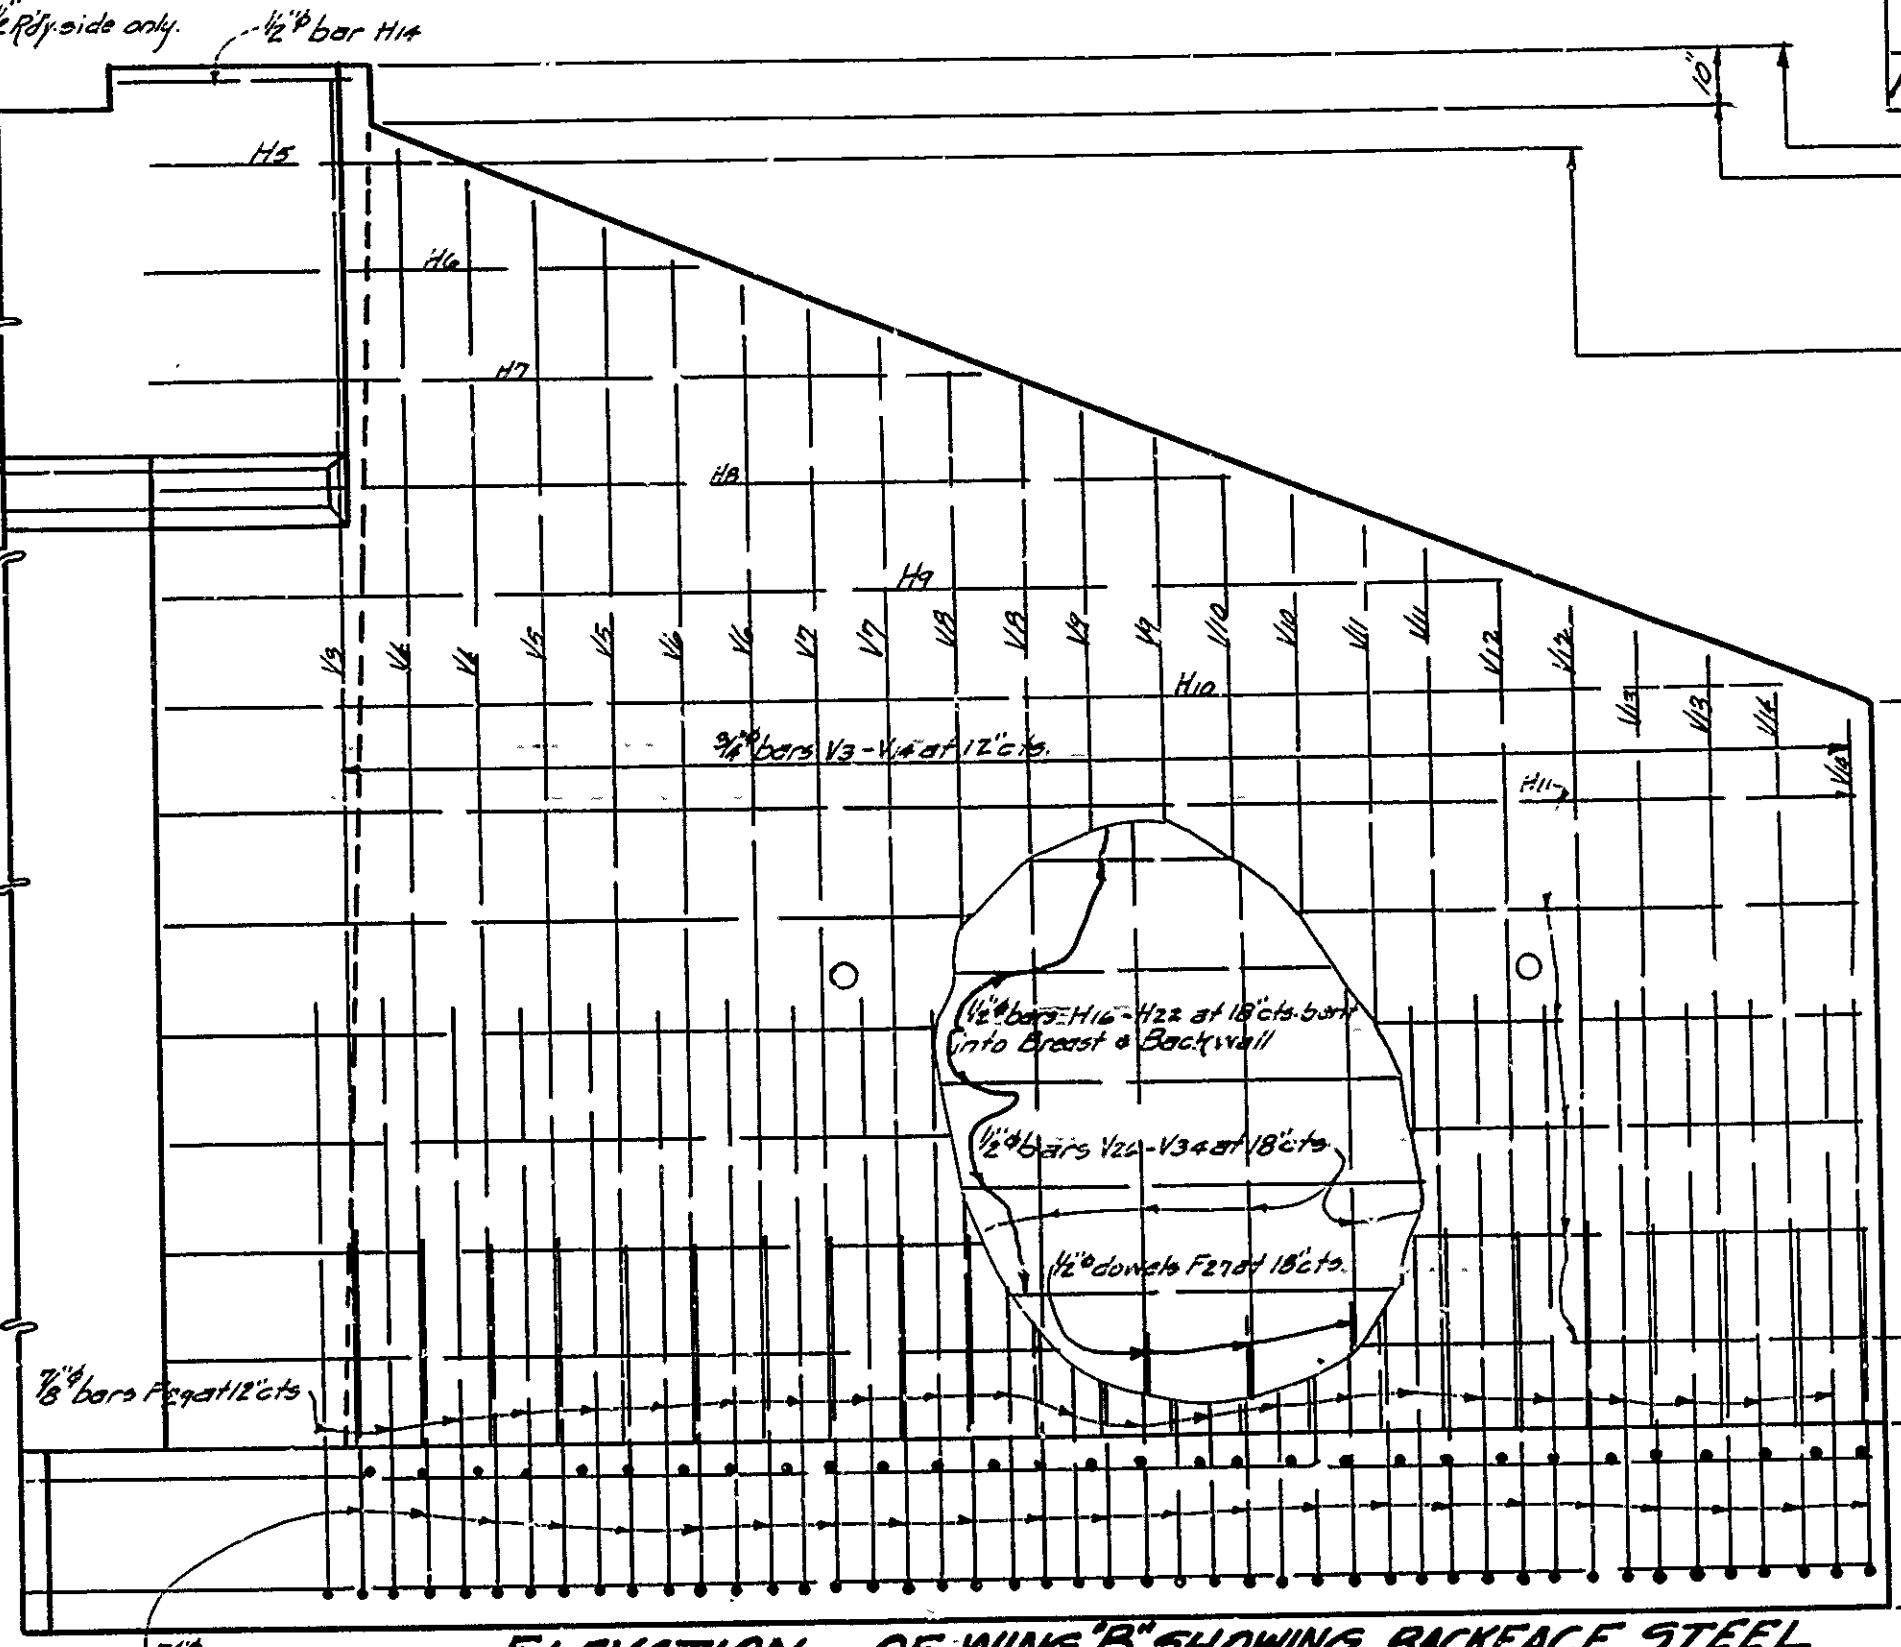 ½" R'd'y. side only.
½"ᶲ bar H14
10"
H5
H6
H7
H8
H9
V3
V4
V4
V5
V5
V6
V6
V7
V7
V8
V8
V9
V9
V10
V10
V11
V11
V12
V12
V13
V13
V14
V14
H10
¾"ᶲ bars V3-V14 at 12"cts.
H11
½"ᶲ bars H16-H22 at 18"cts. bent
into Breast & Backwall
½"ᶲ bars V26-V34 at 18"cts.
½"ᶲ dowels F27 at 18"cts.
⅞"ᶲ bars F29 at 12"cts
ELEVATION OF WING "B" SHOWING BACKFACE STEEL